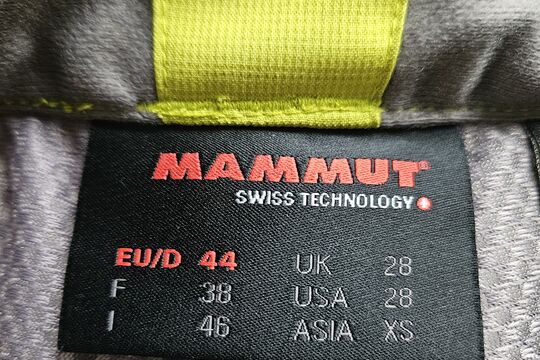 MAMMUT
SWISS TECHNOLOGY
EU/D 44 UK 28
F 38 USA 28
I 46 ASIA XS